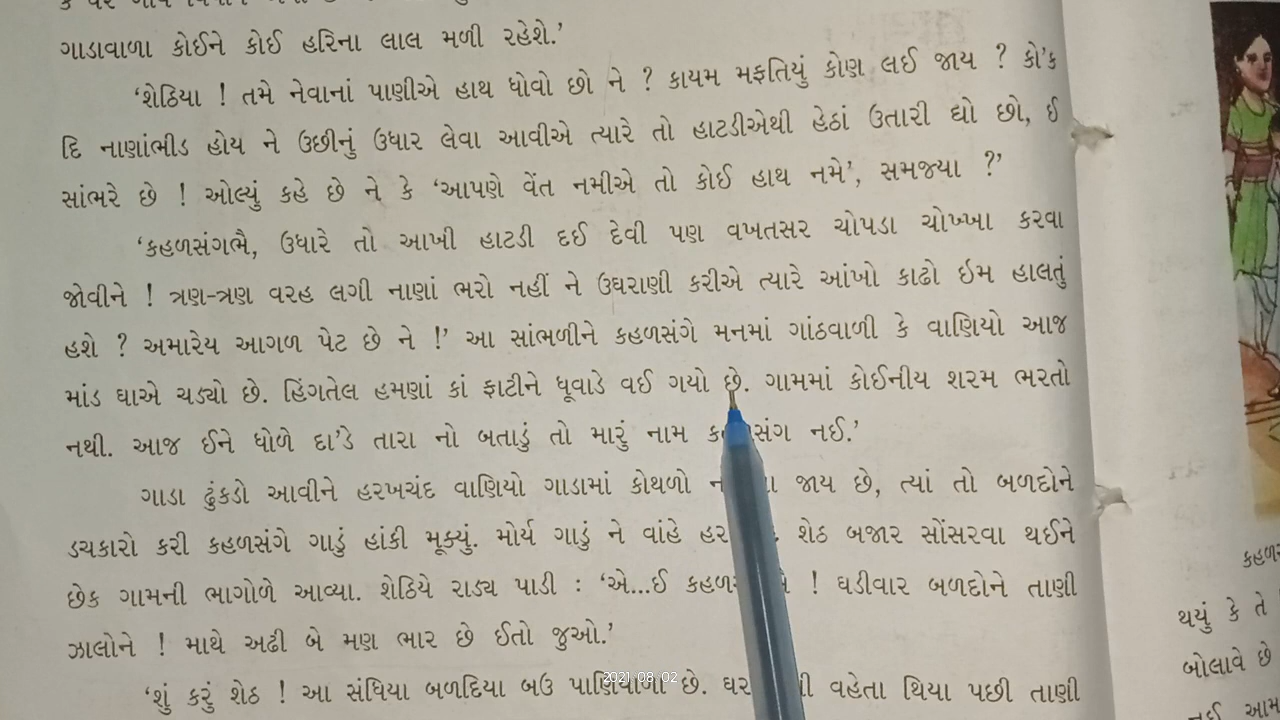 ગાડાવાળા કોઈને કોઈ હરિના લાલ મળી રહેશે.’
‘શેઠિયા ! તમે નેવાનાં પાણીએ હાથ ધોવો છો ને ? કાયમ મફતિયું કોણ લઈ જાય ? કો’ક
દિ નાણાંભીડ હોય ને ઉછીનું ઉધાર લેવા આવીએ ત્યારે તો હાટડીએથી હેઠાં ઉતારી દ્યો છો, ઈ
સાંભરે છે ! ઓલ્યું કહે છે ને કે ‘આપણે વેંત નમીએ તો કોઈ હાથ નમે’, સમજ્યા ?’
‘કહળસંગભૈ, ઉધારે તો આખી હાટડી દઈ દેવી પણ વખતસર ચોપડા ચોખ્ખા કરવા
જોવીને ! ત્રણ-ત્રણ વરહ લગી નાણાં ભરો નહીં ને ઉઘરાણી કરીએ ત્યારે આંખો કાઢો ઇમ હાલતું
હશે ? અમારેય આગળ પેટ છે ને !’ આ સાંભળીને કહળસંગે મનમાં ગાંઠવાળી કે વાણિયો આજ
માંડ ઘાએ ચડ્યો છે. હિંગતેલ હમણાં કાં ફાટીને ધૂવાડે વઈ ગયો છે. ગામમાં કોઈનીય શરમ ભરતો
નથી. આજ ઈને ધોળે દા’ડે તારા નો બતાડું તો મારું નામ સંગ નઈ.’
ગાડા ઢુંકડો આવીને હરખચંદ વાણિયો ગાડામાં કોથળો જાય છે, ત્યાં તો બળદોને
ડચકારો કરી કહળસંગે ગાડું હાંકી મૂક્યું. મોર્ય ગાડું ને વાંહે હર શેઠ બજાર સોંસરવા થઈને
છેક ગામની ભાગોળે આવ્યા. શેઠિયે રાડ્ય પાડી : ‘એ...ઈ ! ઘડીવાર બળદોને તાણી
ઝાલોને ! માથે અઢી બે મણ ભાર છે ઈતો જુઓ.’
‘શું કરું શેઠ ! આ સંધિયા બળદિયા બઉ પાણિવાળા છે. ઘર વહેતા થિયા પછી તાણી
થયું કે તે
બોલાવે છે
2021.08.02